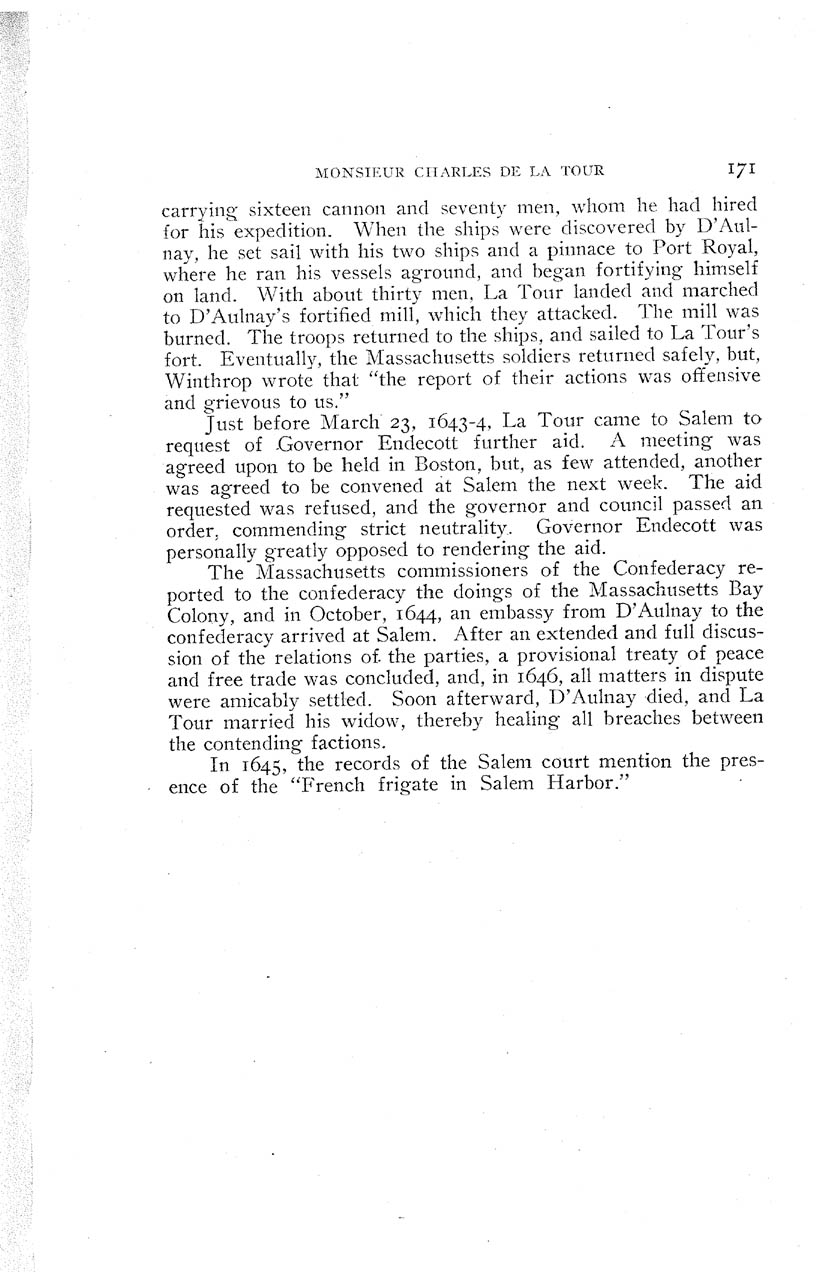 MONSIEUR CHARLES DE LA TOUR 171
carrying sixteen cannon and seventy men, whom he had hired
for his expedition. When the ships were discovered by D'Aul-
nay, he set sail with his two ships and a pinnace to Port Royal,
where he ran his vessels aground, and began fortifying himself
on land. With about thirty men, La Tour landed and marched
to D'Aulnay's fortified mill, which they attacked. The mill was
burned. The troops returned to the ships, and sailed to La Tour's
fort. Eventually, the Massachusetts soldiers returned safely, but,
Winthrop wrote that "the report of their actions was offensive
and grievous to us."
Just before March 23, 1643-4, La Tour came to Salem to
request of Governor Endecott further aid. A meeting was
agreed upon to be held in Boston, but, as few attended, another
was agreed to be convened at Salem the next week. The aid
requested was refused, and the governor and council passed an
order, commending strict neutrality. Governor Endecott was
personally greatly opposed to rendering the aid.
The Massachusetts commissioners of the Confederacy re-
ported to the confederacy the doings of the Massachusetts Bay
Colony, and in October, 1644, an embassy from D'Aulnay to the
confederacy arrived at Salem. After an extended and full discus-
sion of the relations of the parties, a provisional treaty of peace
and free trade was concluded, and, in 1646, all matters in dispute
were amicably settled. Soon afterward, D'Aulnay died, and La
Tour married his widow, thereby healing all breaches between
the contending factions.
In 1645, the records of the Salem court mention the pres-
ence of the "French frigate in Salem Harbor."